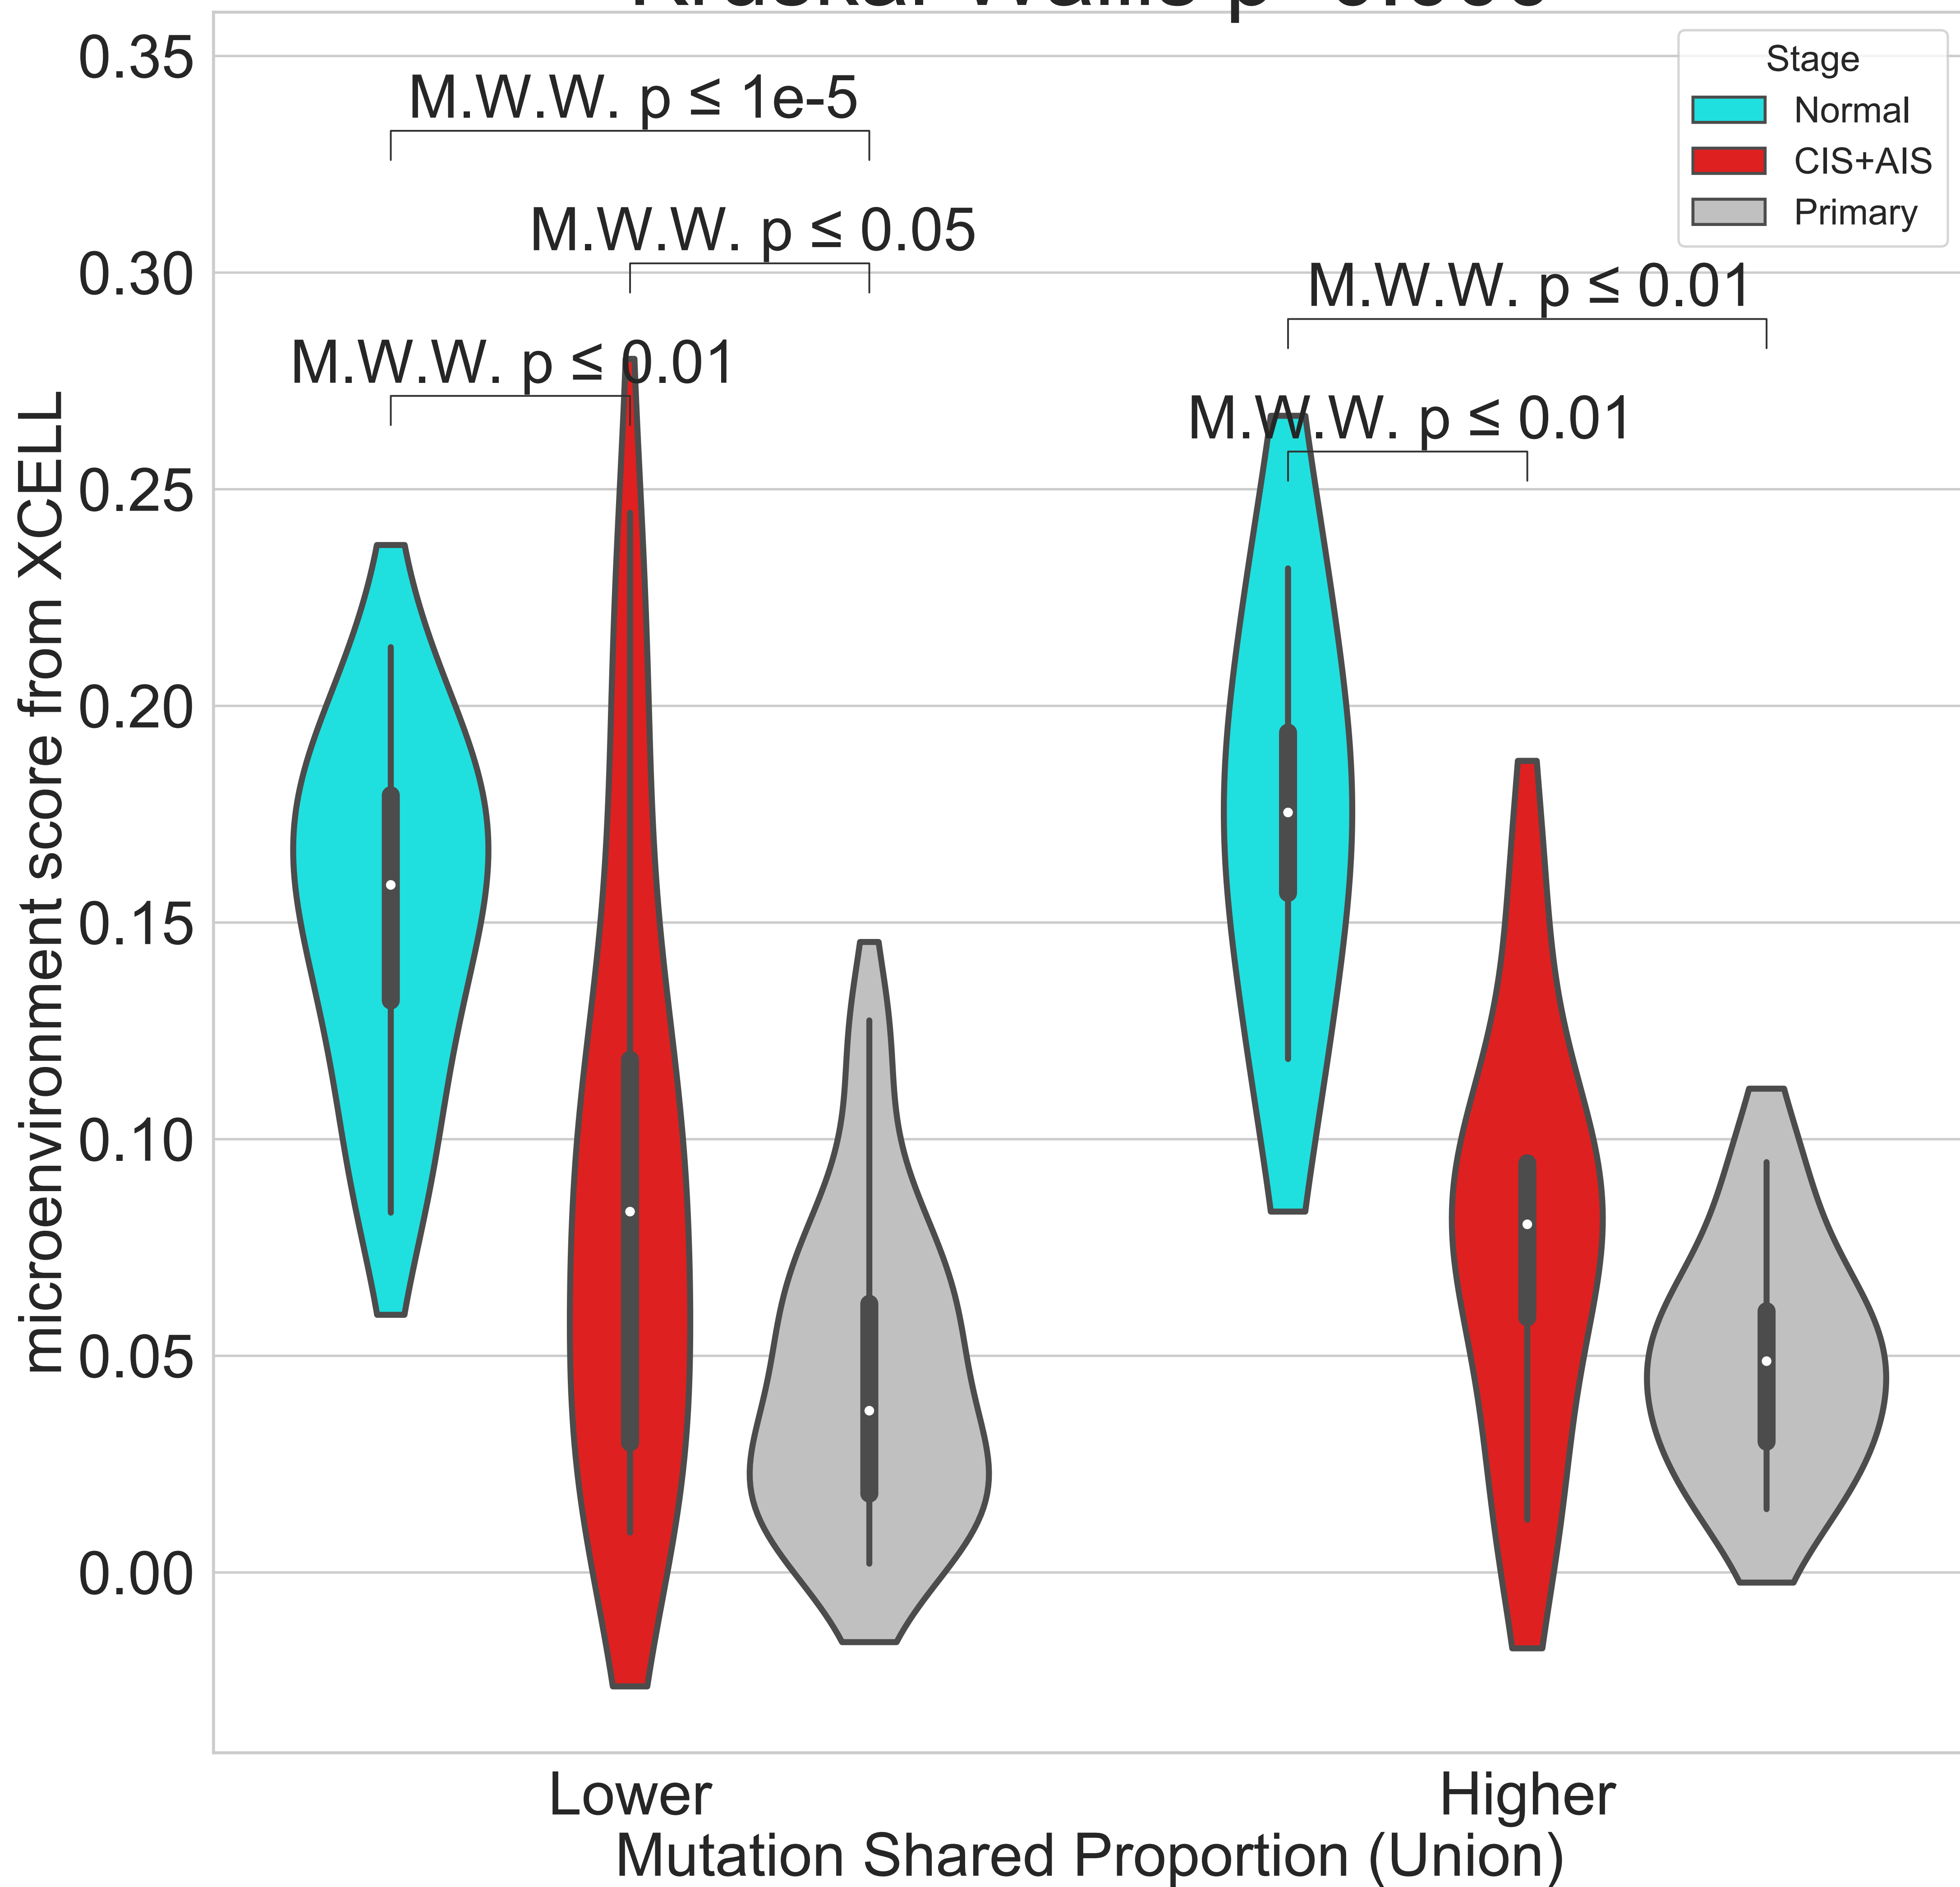 0.35
0.30
0.25
0.20
0.15
0.10
0.05
0.00
microenvironment score from XCELL
M.W.W. p ≤ 1e-5
M.W.W. p ≤ 0.05
M.W.W. p ≤ 0.01
M.W.W. p ≤ 0.01
M.W.W. p ≤ 0.01
Stage
Normal
CIS+AIS
Primary
Lower
Higher
Mutation Shared Proportion (Union)